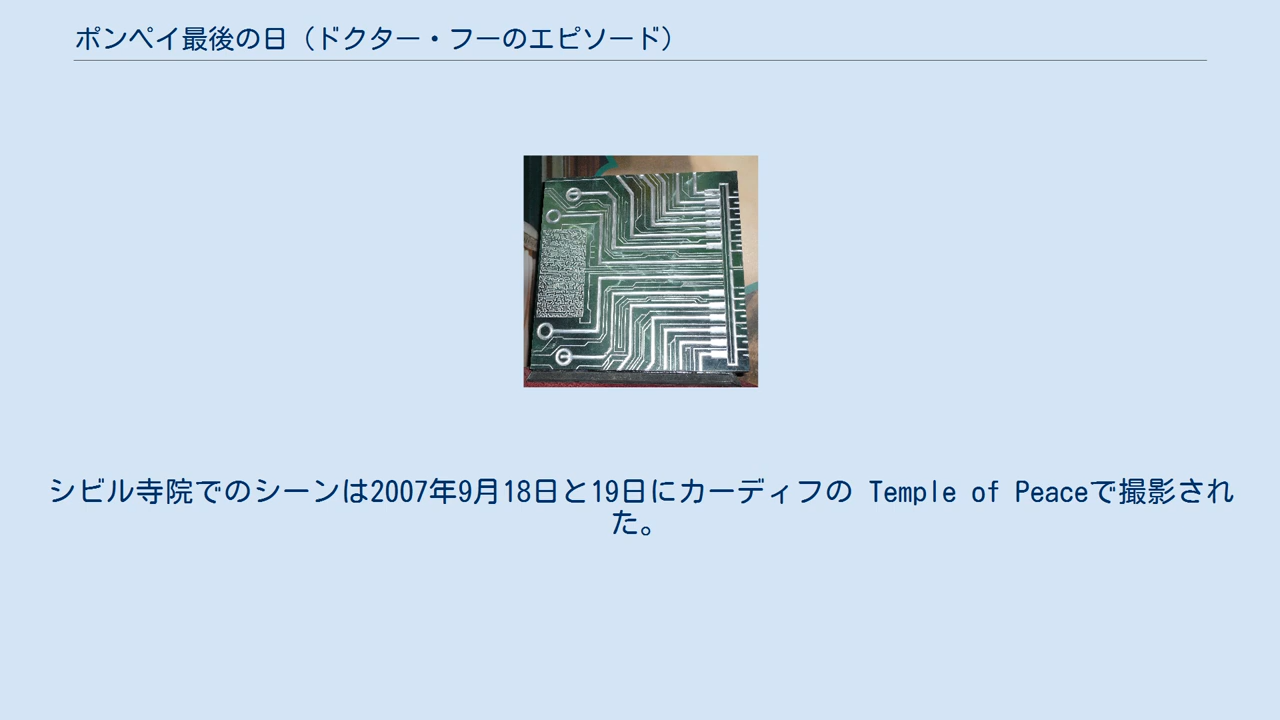 ポンペイ最後の日（ドクター・フーのエピソード）
シビル寺院でのシーンは2007年9月18日と19日にカーディフの Temple of Peaceで撮影され
た。